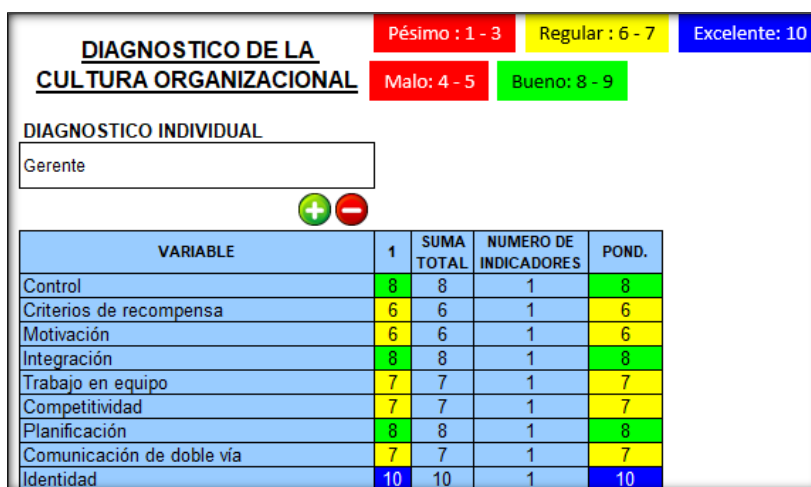 DIAGNOSTICO DE LA
CULTURA ORGANIZACIONAL
Pésimo : 1 - 3
Regular : 6 - 7
Excelente: 10
Malo: 4 - 5
Bueno: 8 - 9
DIAGNOSTICO INDIVIDUAL
Gerente
VARIABLE 1 SUMA TOTAL NUMERO DE INDICADORES POND.
Control 8 8 1 8
Criterios de recompensa 6 6 1 6
Motivación 6 6 1 6
Integración 8 8 1 8
Trabajo en equipo 7 7 1 7
Competitividad 7 7 1 7
Planificación 8 8 1 8
Comunicación de doble vía 7 7 1 7
Identidad 10 10 1 10